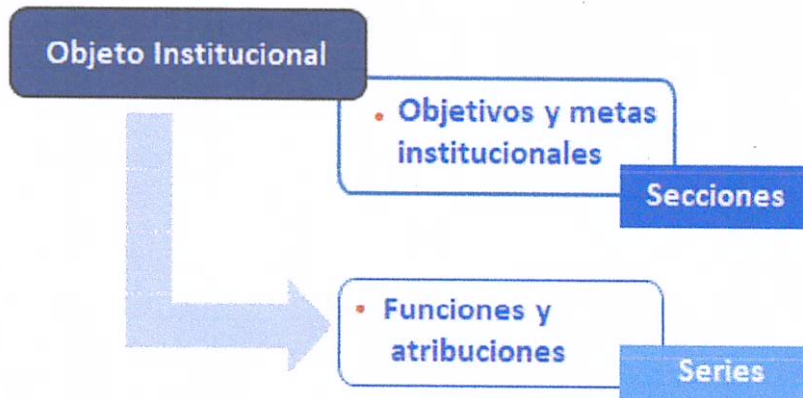 Objeto Institucional
• Objetivos y metas
institucionales
Secciones
• Funciones y
atribuciones
Series